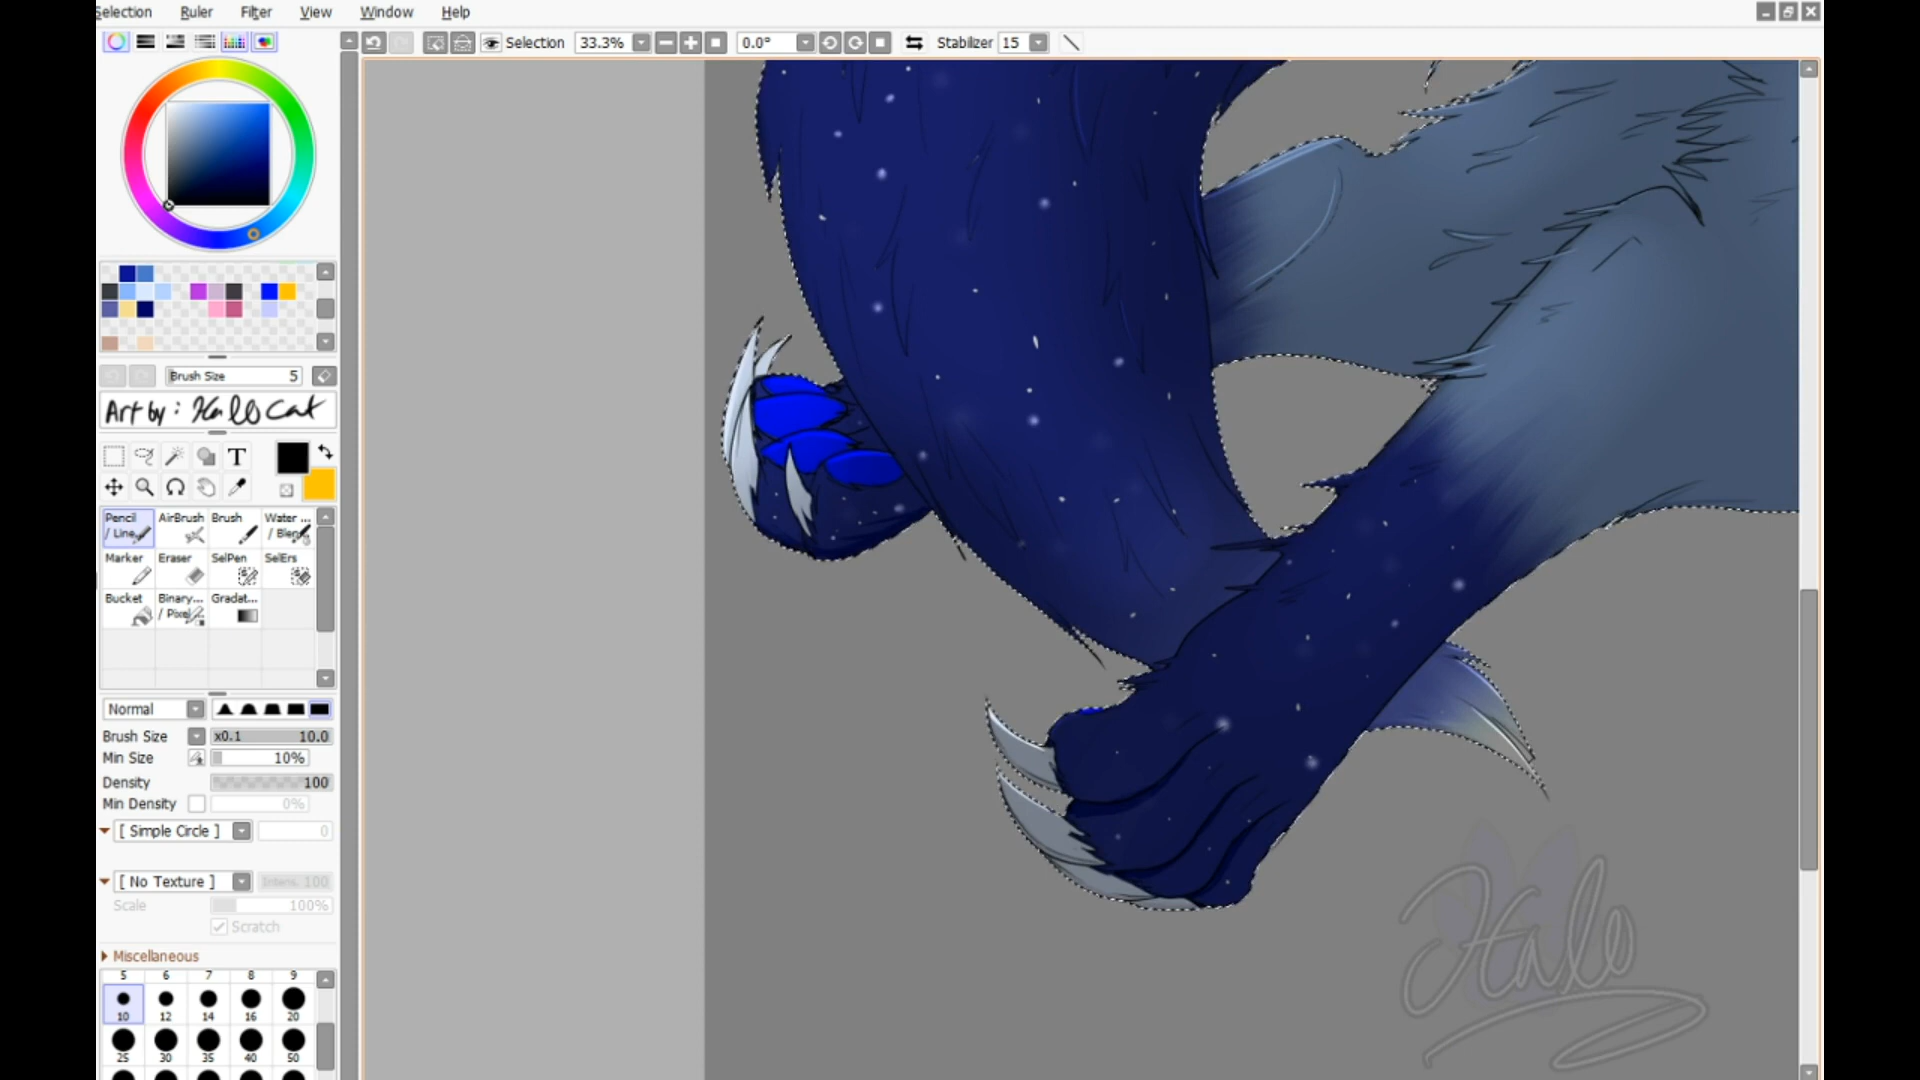 Selection Ruler Filter View Window Help
Selection 33.3% 0.0° Stabilizer 15
Brush Size 5
Art by: Halo Cat
T
Pencil / Line AirBrush Brush Water ... / Blen
Marker Eraser SelPen SelErs
Bucket Binary... / Pixel Gradat...
Normal
Brush Size x0.1 10.0
Min Size 10%
Density 100
Min Density 0%
[ Simple Circle ] 0
[ No Texture ] Intens. 100
Scale 100%
Scratch
Miscellaneous
5 6 7 8 9
10 12 14 16 20
25 30 35 40 50
Halo